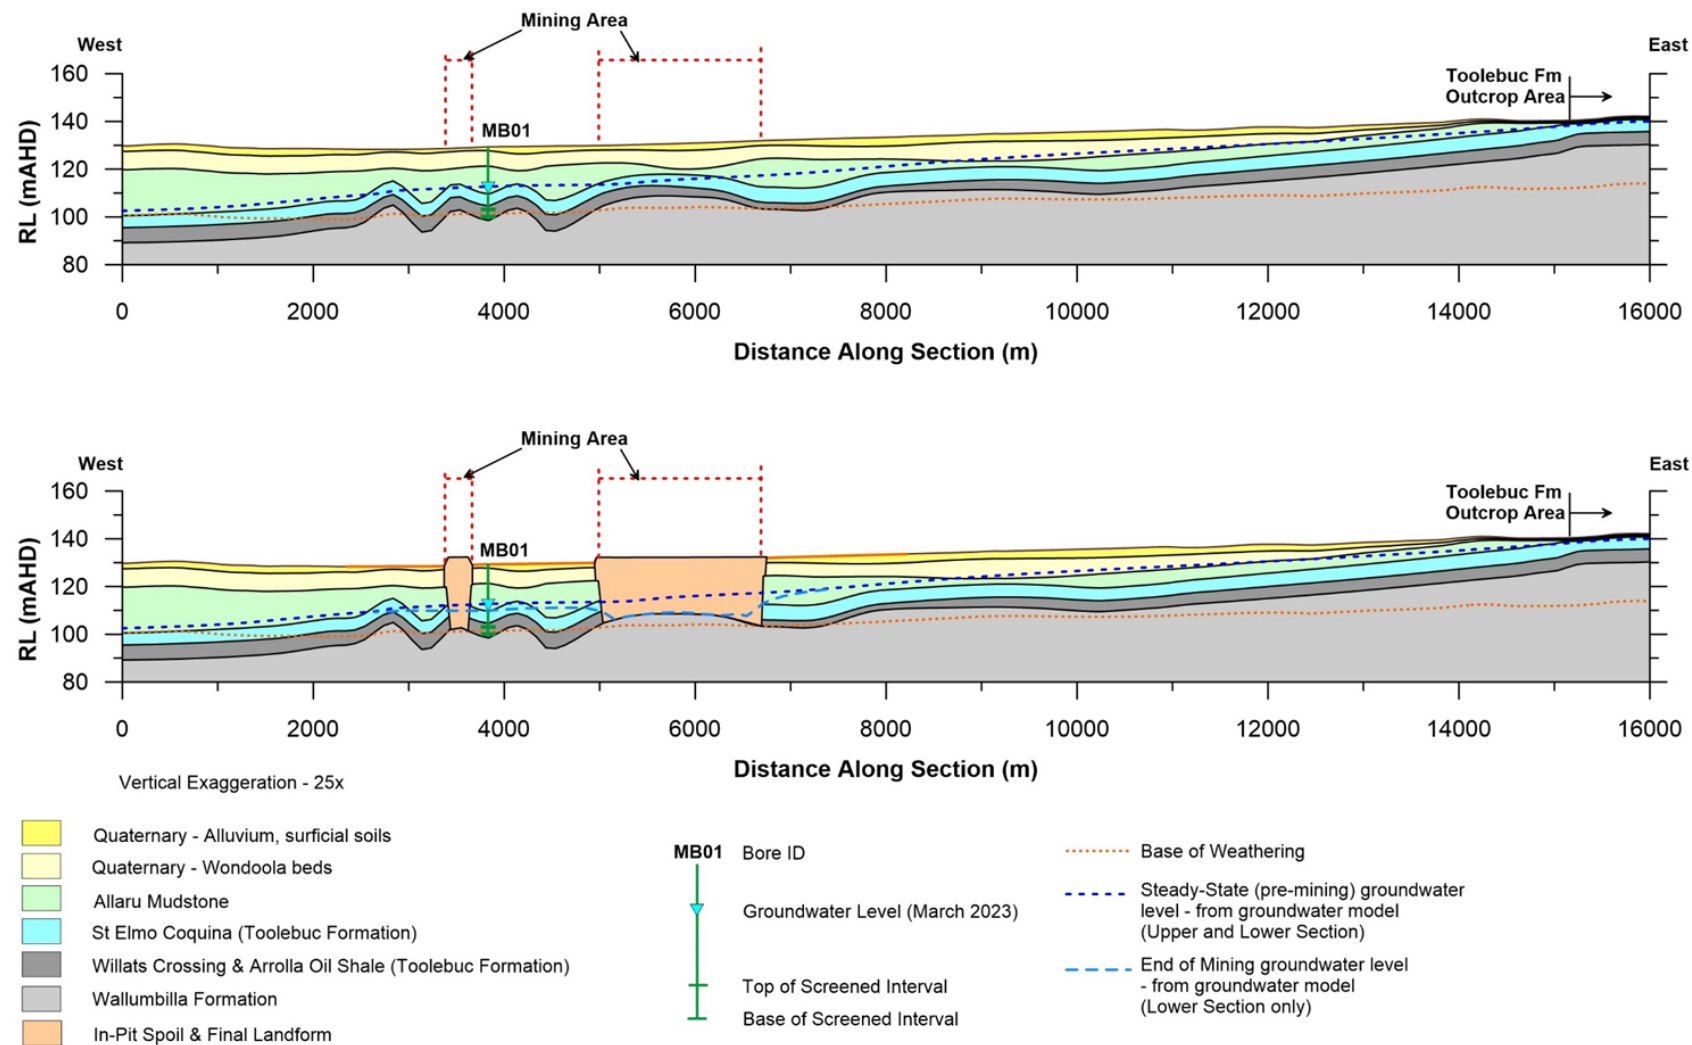 Mining Area
West
East
160
Toolebuc Fm
Outcrop Area
140
MB01
120
100
80
RL (mAHD)
0 2000 4000 6000 8000 10000 12000 14000 16000
Distance Along Section (m)
Mining Area
West
East
160
Toolebuc Fm
Outcrop Area
140
MB01
120
100
80
RL (mAHD)
0 2000 4000 6000 8000 10000 12000 14000 16000
Distance Along Section (m)
Vertical Exaggeration - 25x
Quaternary - Alluvium, surficial soils
Quaternary - Wondoola beds
Allaru Mudstone
St Elmo Coquina (Toolebuc Formation)
Willats Crossing & Arrolla Oil Shale (Toolebuc Formation)
Wallumbilla Formation
In-Pit Spoil & Final Landform
MB01 Bore ID
Groundwater Level (March 2023)
Top of Screened Interval
Base of Screened Interval
Base of Weathering
Steady-State (pre-mining) groundwater
level - from groundwater model
(Upper and Lower Section)
End of Mining groundwater level
- from groundwater model
(Lower Section only)